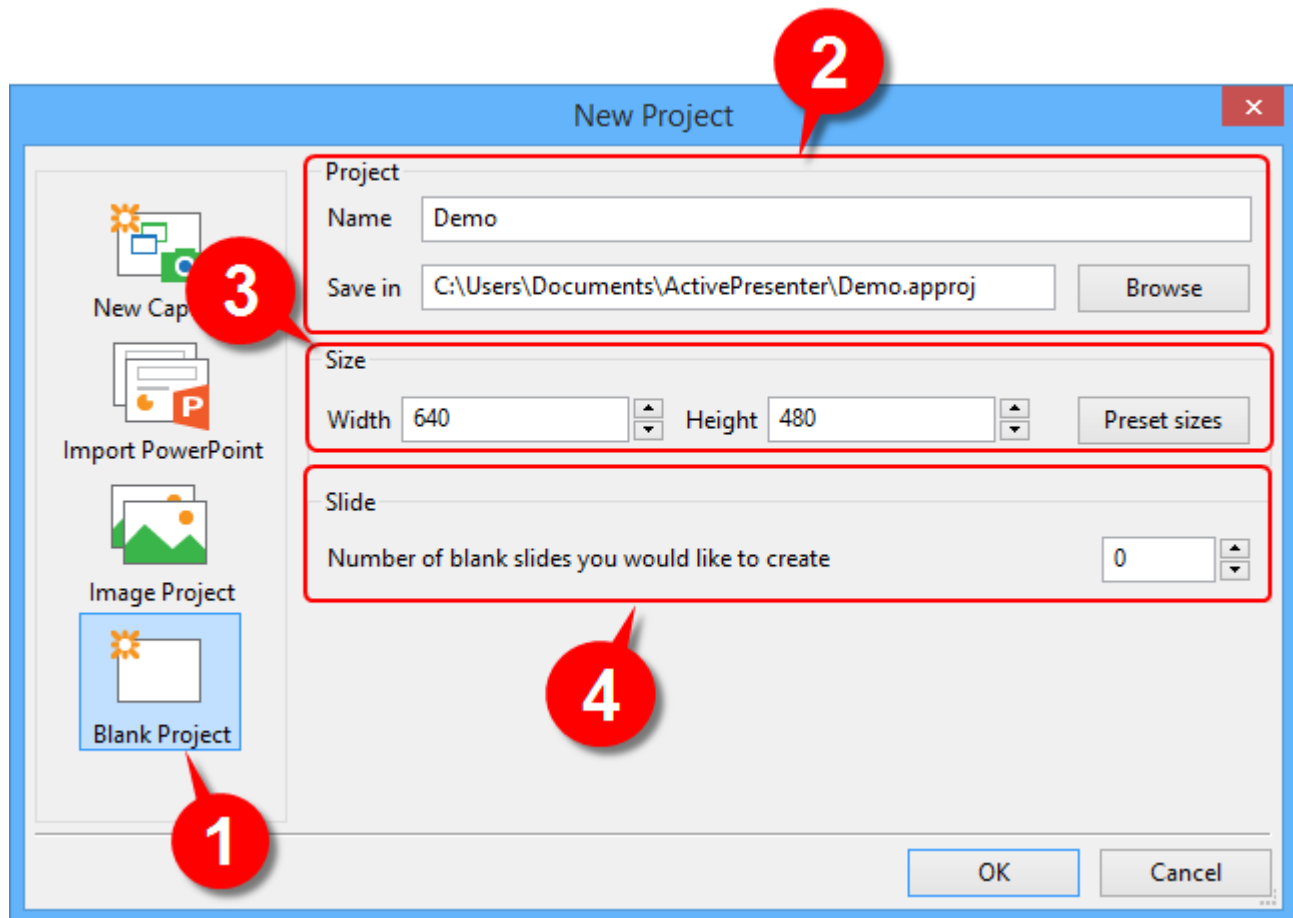 2
New Project
Project
Name Demo
Save in C:\Users\Documents\ActivePresenter\Demo.approj Browse
3
New Cap
Size
Width 640 Height 480 Preset sizes
P
Import PowerPoint
Slide
Number of blank slides you would like to create 0
Image Project
4
Blank Project
1
OK Cancel